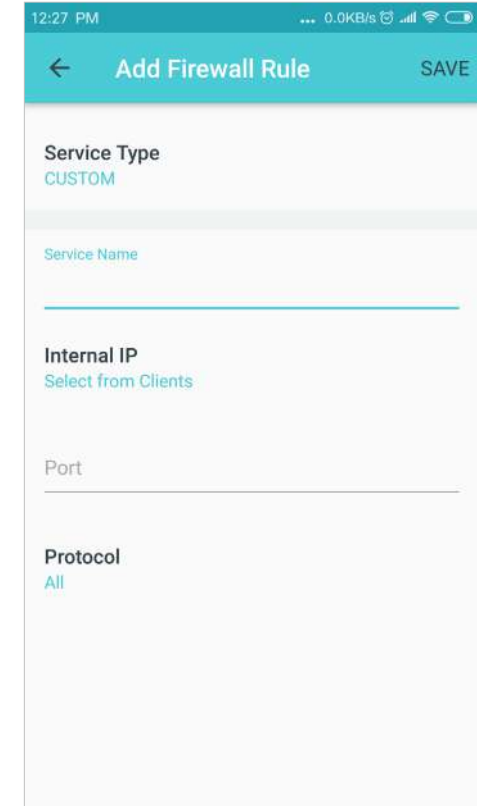 12:27 PM ... 0.0KB/s
Add Firewall Rule SAVE
Service Type
CUSTOM
Service Name
Internal IP
Select from Clients
Port
Protocol
All